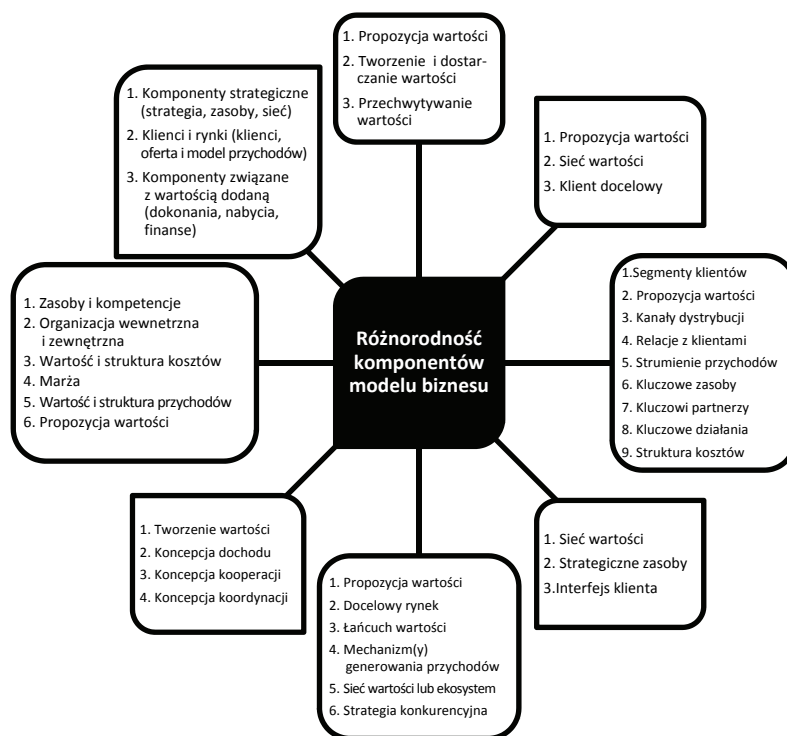 1. Propozycja wartości
2. Tworzenie i dostar-
czanie wartości
3. Przechwytywanie
wartości
1. Komponenty strategiczne
(strategia, zasoby, sieć)
2. Klienci i rynki (klienci,
oferta i model przychodów)
3. Komponenty związane
z wartością dodaną
(dokonania, nabycia,
finanse)
1. Propozycja wartości
2. Sieć wartości
3. Klient docelowy
1. Zasoby i kompetencje
2. Organizacja wewnetrzna
i zewnętrzna
3. Wartość i struktura kosztów
4. Marża
5. Wartość i struktura przychodów
6. Propozycja wartości
Różnorodność
komponentów
modelu biznesu
1.Segmenty klientów
2. Propozycja wartości
3. Kanały dystrybucji
4. Relacje z klientami
5. Strumienie przychodów
6. Kluczowe zasoby
7. Kluczowi partnerzy
8. Kluczowe działania
9. Struktura kosztów
1. Tworzenie wartości
2. Koncepcja dochodu
3. Koncepcja kooperacji
4. Koncepcja koordynacji
1. Propozycja wartości
2. Docelowy rynek
3. Łańcuch wartości
4. Mechanizm(y)
generowania przychodów
5. Sieć wartości lub ekosystem
6. Strategia konkurencyjna
1. Sieć wartości
2. Strategiczne zasoby
3.Interfejs klienta